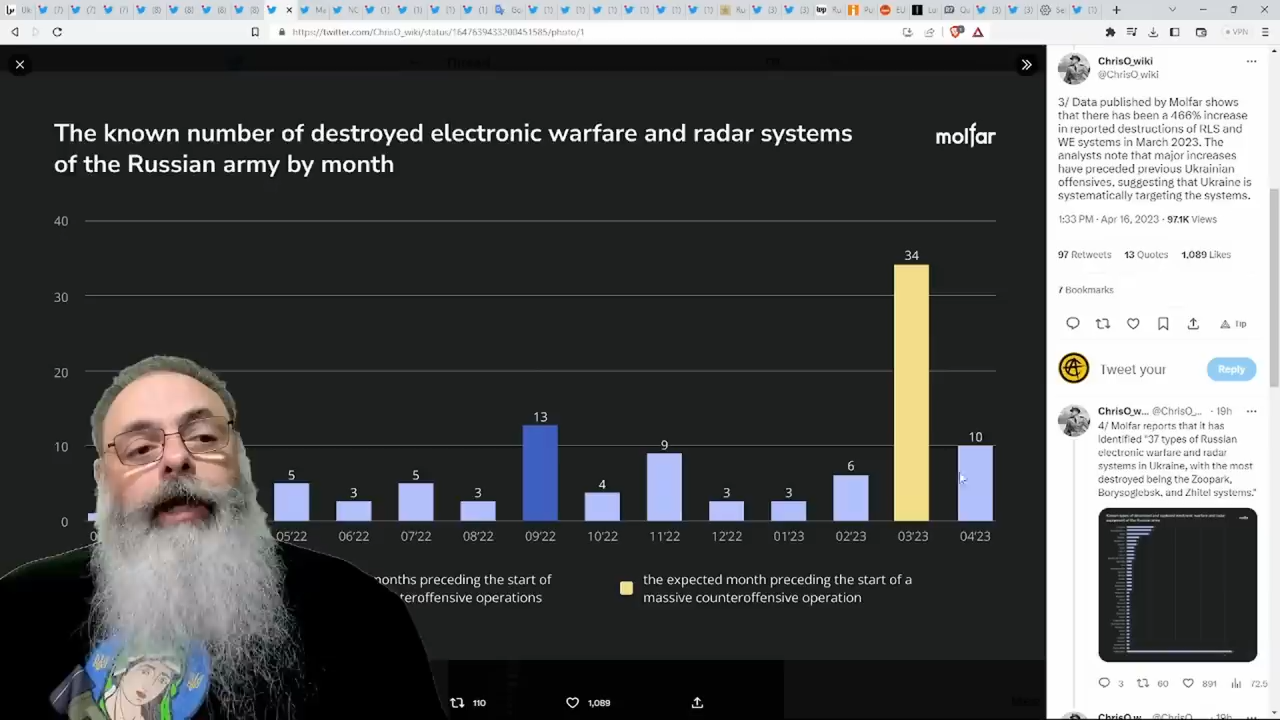 https://twitter.com/ChrisO_wiki/status/1647639433200451585/photo/1
VPN
The known number of destroyed electronic warfare and radar systems
of the Russian army by month
molfar
40
30
20
10
0
5
3
5
3
13
4
9
3
3
6
34
10
05'22
06'22
08'22
09'22
10'22
11'22
12'22
01'23
02'23
03'23
04'23
months preceding the start of
offensive operations
the expected month preceding the start of a
massive counteroffensive operation
110
1,089
ChrisO_wiki
@ChrisO_wiki
3/ Data published by Molfar shows
that there has been a 466% increase
in reported destructions of RLS and
WE systems in March 2023. The
analysts note that major increases
have preceded previous Ukrainian
offensives, suggesting that Ukraine is
systematically targeting the systems.
1:33 PM · Apr 16, 2023 · 97.1K Views
97 Retweets 13 Quotes 1,089 Likes
7 Bookmarks
Tip
Tweet your
Reply
ChrisO_w... @ChrisO_... · 19h
4/ Molfar reports that it has
identified "37 types of Russian
electronic warfare and radar
systems in Ukraine, with the most
destroyed being the Zoopark,
Borysoglebsk, and Zhitel systems."
3 60 891 72.5